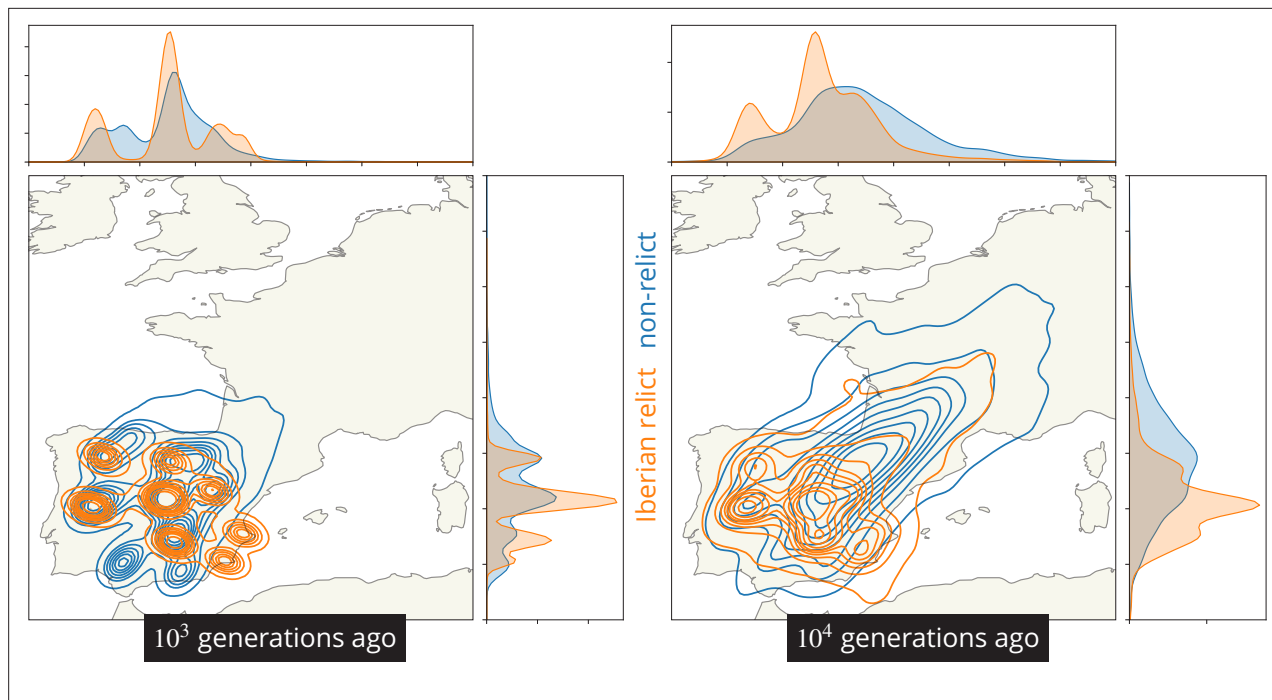 Iberian relict non-relict
10³ generations ago
10⁴ generations ago